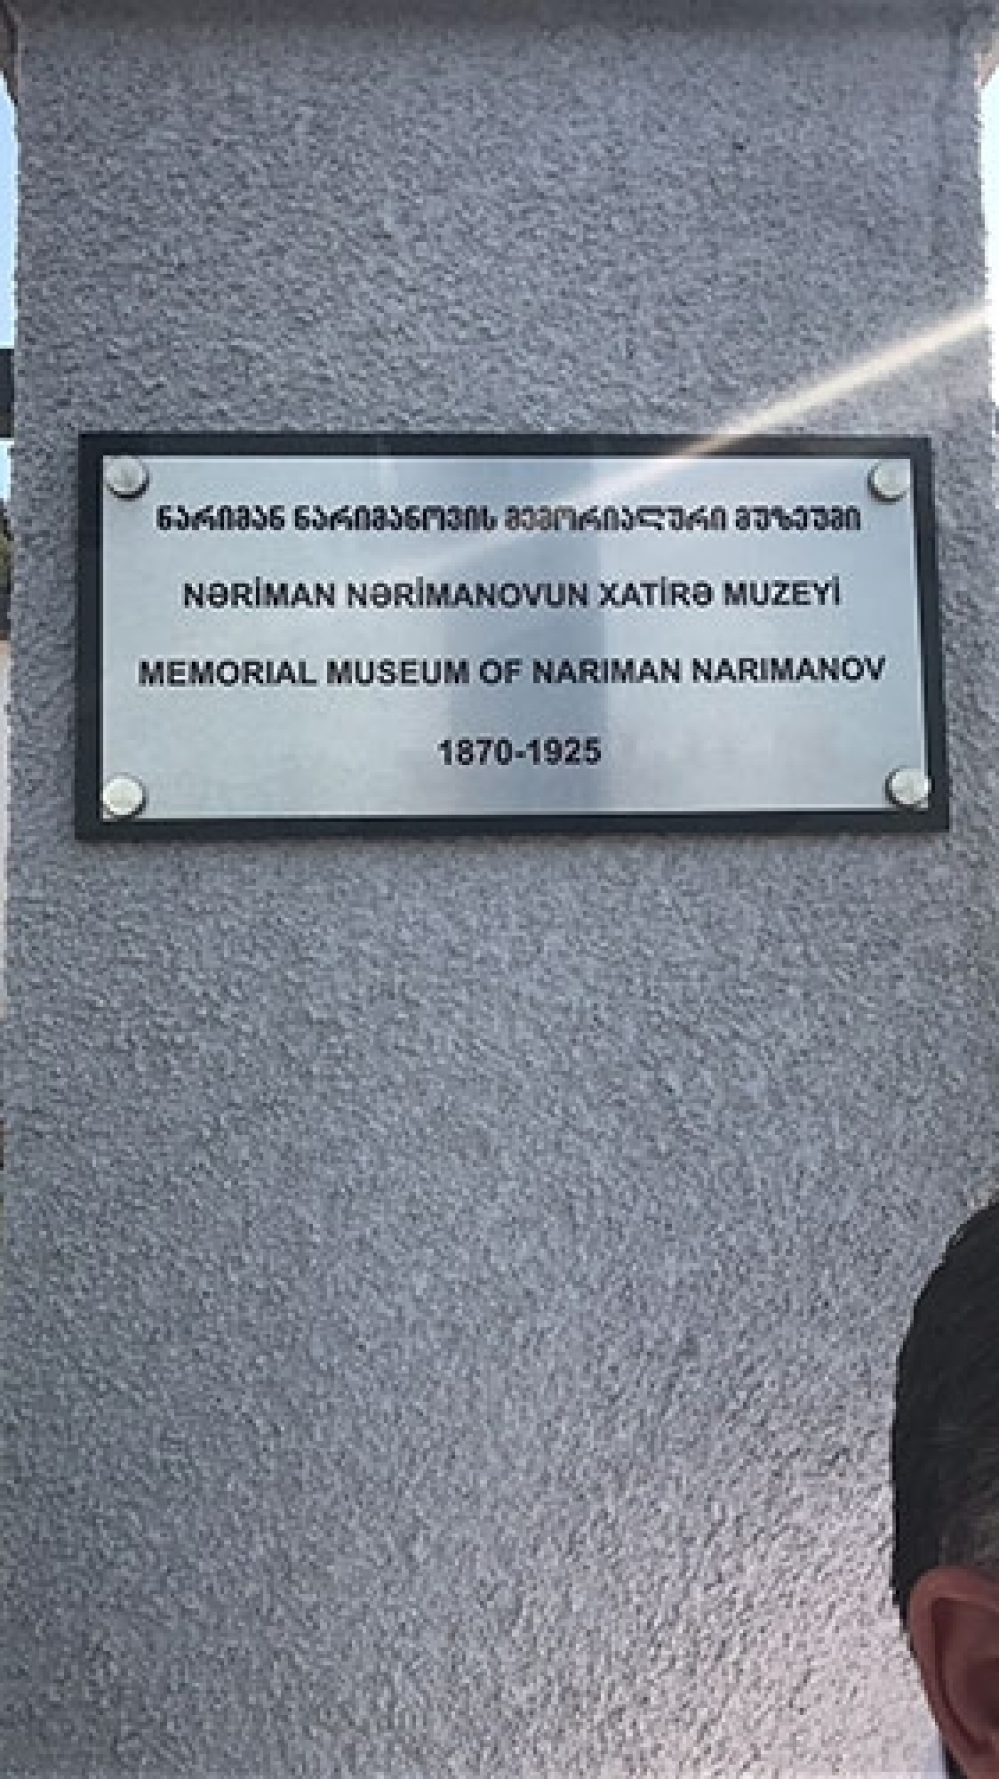 ნარიმან ნარიმანოვის მემორიალური მუზეუმი
NƏRİMAN NƏRİMANOVUN XATİRƏ MUZEYİ
MEMORIAL MUSEUM OF NARIMAN NARIMANOV
1870-1925